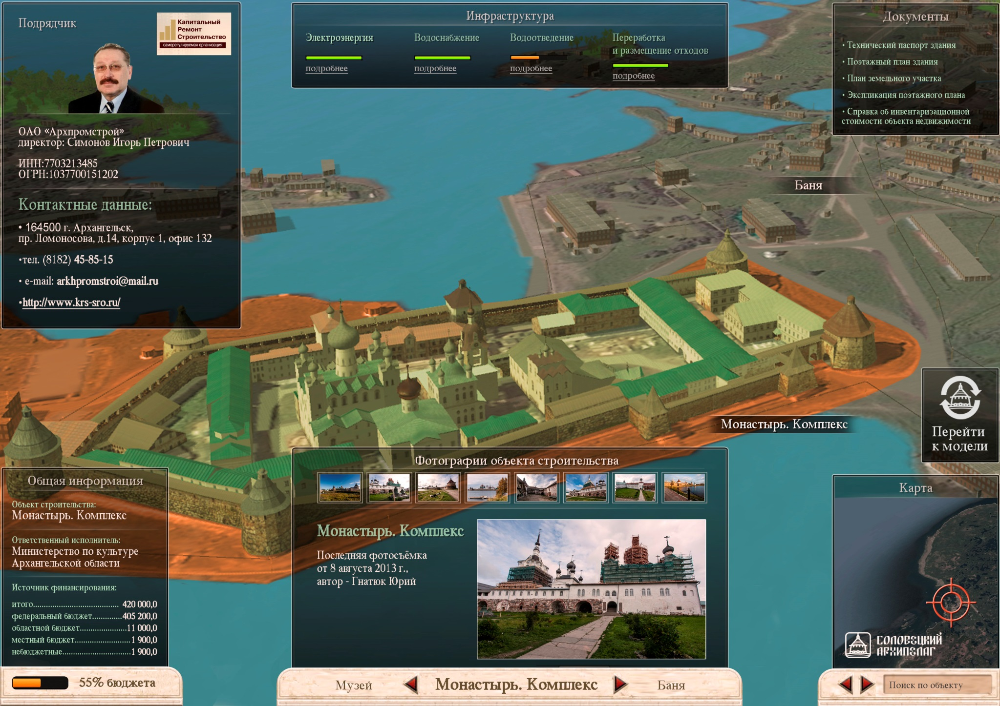 Подрядчик
Капитальный
Ремонт
Строительство
саморегулируемая организация
ОАО «Архпромстрой»
директор: Симонов Игорь Петрович
ИНН:7703213485
ОГРН:1037700151202
Контактные данные:
• 164500 г. Архангельск,
пр. Ломоносова, д.14, корпус 1, офис 132
•тел. (8182) 45-85-15
• e-mail: arkhpromstroi@mail.ru
•http://www.krs-sro.ru/
Инфраструктура
Электроэнергия
подробнее
Водоснабжение
подробнее
Водоотведение
подробнее
Переработка
и размещение отходов
подробнее
Документы
• Технический паспорт здания
• Поэтажный план здания
• План земельного участка
• Экспликация поэтажного плана
• Справка об инвентаризационной
стоимости объекта недвижимости
Баня
Монастырь. Комплекс
Перейти
к модели
Общая информация
Объект строительства:
Монастырь. Комплекс
Ответственный исполнитель:
Министерство по культуре
Архангельской области
Источник финансирования:
итого....................................... 420 000,0
федеральный бюджет..............405 200,0
областной бюджет......................11 000,0
местный бюджет..........................1 900,0
небюджетные................................1 900,0
55% бюджета
Фотографии объекта строительства
Монастырь. Комплекс
Последняя фотосъёмка
от 8 августа 2013 г.,
автор - Гнатюк Юрий
Музей
Монастырь. Комплекс
Баня
Карта
СОЛОВЕЦКИЙ
АРХИПЕЛАГ
Поиск по объекту